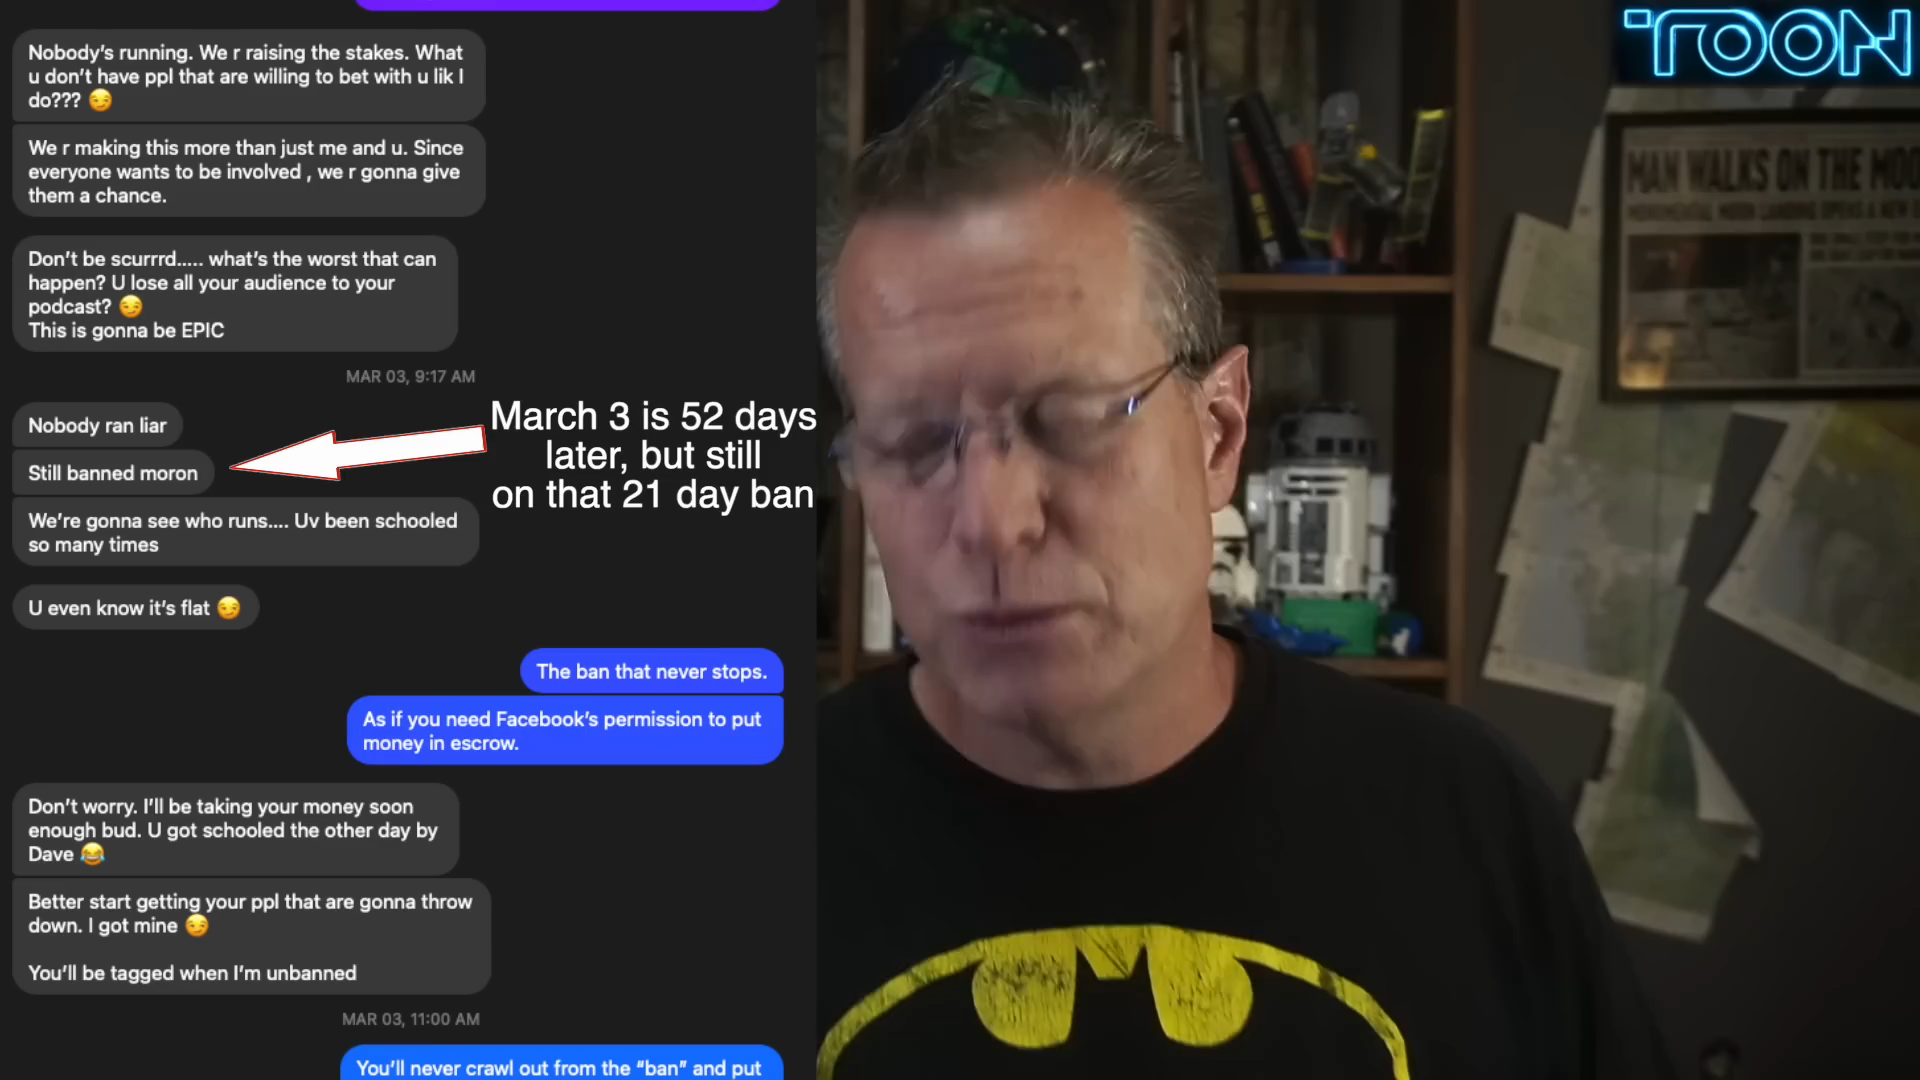 Nobody's running. We r raising the stakes. What
u don't have ppl that are willing to bet with u lik I
do??? 😏
We r making this more than just me and u. Since
everyone wants to be involved , we r gonna give
them a chance.
Don't be scurrrd..... what's the worst that can
happen? U lose all your audience to your
podcast? 😏
This is gonna be EPIC
MAR 03, 9:17 AM
Nobody ran liar
Still banned moron
We're gonna see who runs.... Uv been schooled
so many times
U even know it's flat 😏
March 3 is 52 days
later, but still
on that 21 day ban
The ban that never stops.
As if you need Facebook's permission to put
money in escrow.
Don't worry. I'll be taking your money soon
enough bud. U got schooled the other day by
Dave 😂
Better start getting your ppl that are gonna throw
down. I got mine 😏
You'll be tagged when I'm unbanned
MAR 03, 11:00 AM
You'll never crawl out from the “ban” and put
TOON
MAN WALKS ON THE MOO